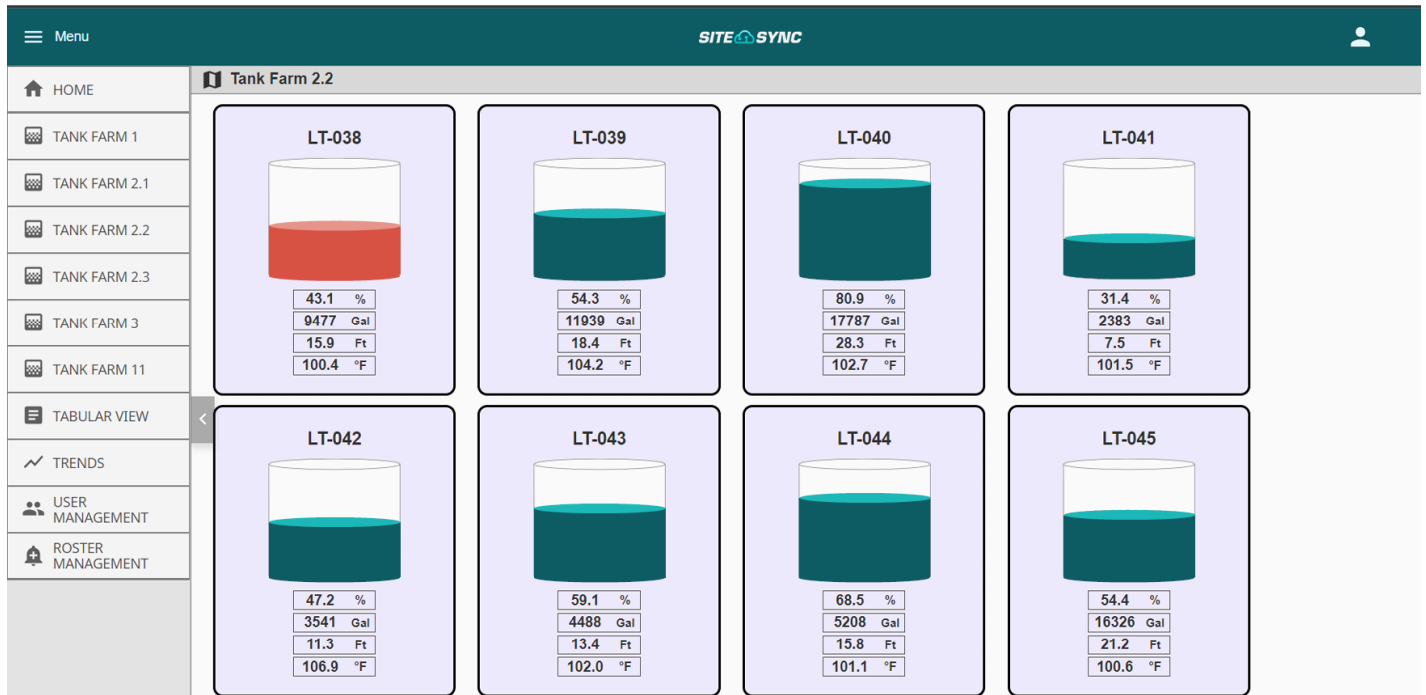 Menu
SITE SYNC
HOME
TANK FARM 1
TANK FARM 2.1
TANK FARM 2.2
TANK FARM 2.3
TANK FARM 3
TANK FARM 11
TABULAR VIEW
TRENDS
USER
MANAGEMENT
ROSTER
MANAGEMENT
Tank Farm 2.2
LT-038
43.1 %
9477 Gal
15.9 Ft
100.4 °F
LT-039
54.3 %
11939 Gal
18.4 Ft
104.2 °F
LT-040
80.9 %
17787 Gal
28.3 Ft
102.7 °F
LT-041
31.4 %
2383 Gal
7.5 Ft
101.5 °F
LT-042
47.2 %
3541 Gal
11.3 Ft
106.9 °F
LT-043
59.1 %
4488 Gal
13.4 Ft
102.0 °F
LT-044
68.5 %
5208 Gal
15.8 Ft
101.1 °F
LT-045
54.4 %
16326 Gal
21.2 Ft
100.6 °F